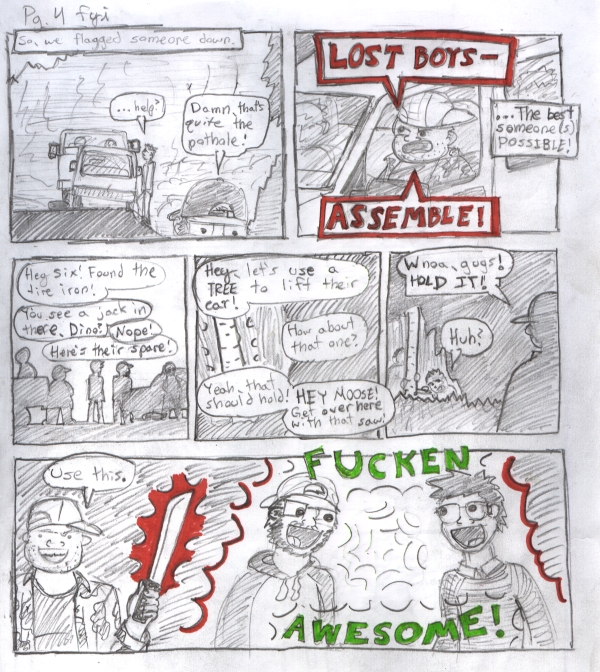 Pg. 4 fyi
So, we flagged someone down.
...help?
Damn, that's
quite the
pothole!
LOST BOYS-
ASSEMBLE!
...The best
someone(s)
POSSIBLE!
Hey Six! Found the
tire iron!
You see a jack in
there, Dino?
Nope!
Here's their spare!
Hey, let's use a
TREE to lift their
car!
How about
that one?
Yeah, that
should hold!
HEY MOOSE!
Get over here
with that saw.
Whoa, guys!
HOLD IT!
Huh?
Use this.
FUCKEN
AWESOME!